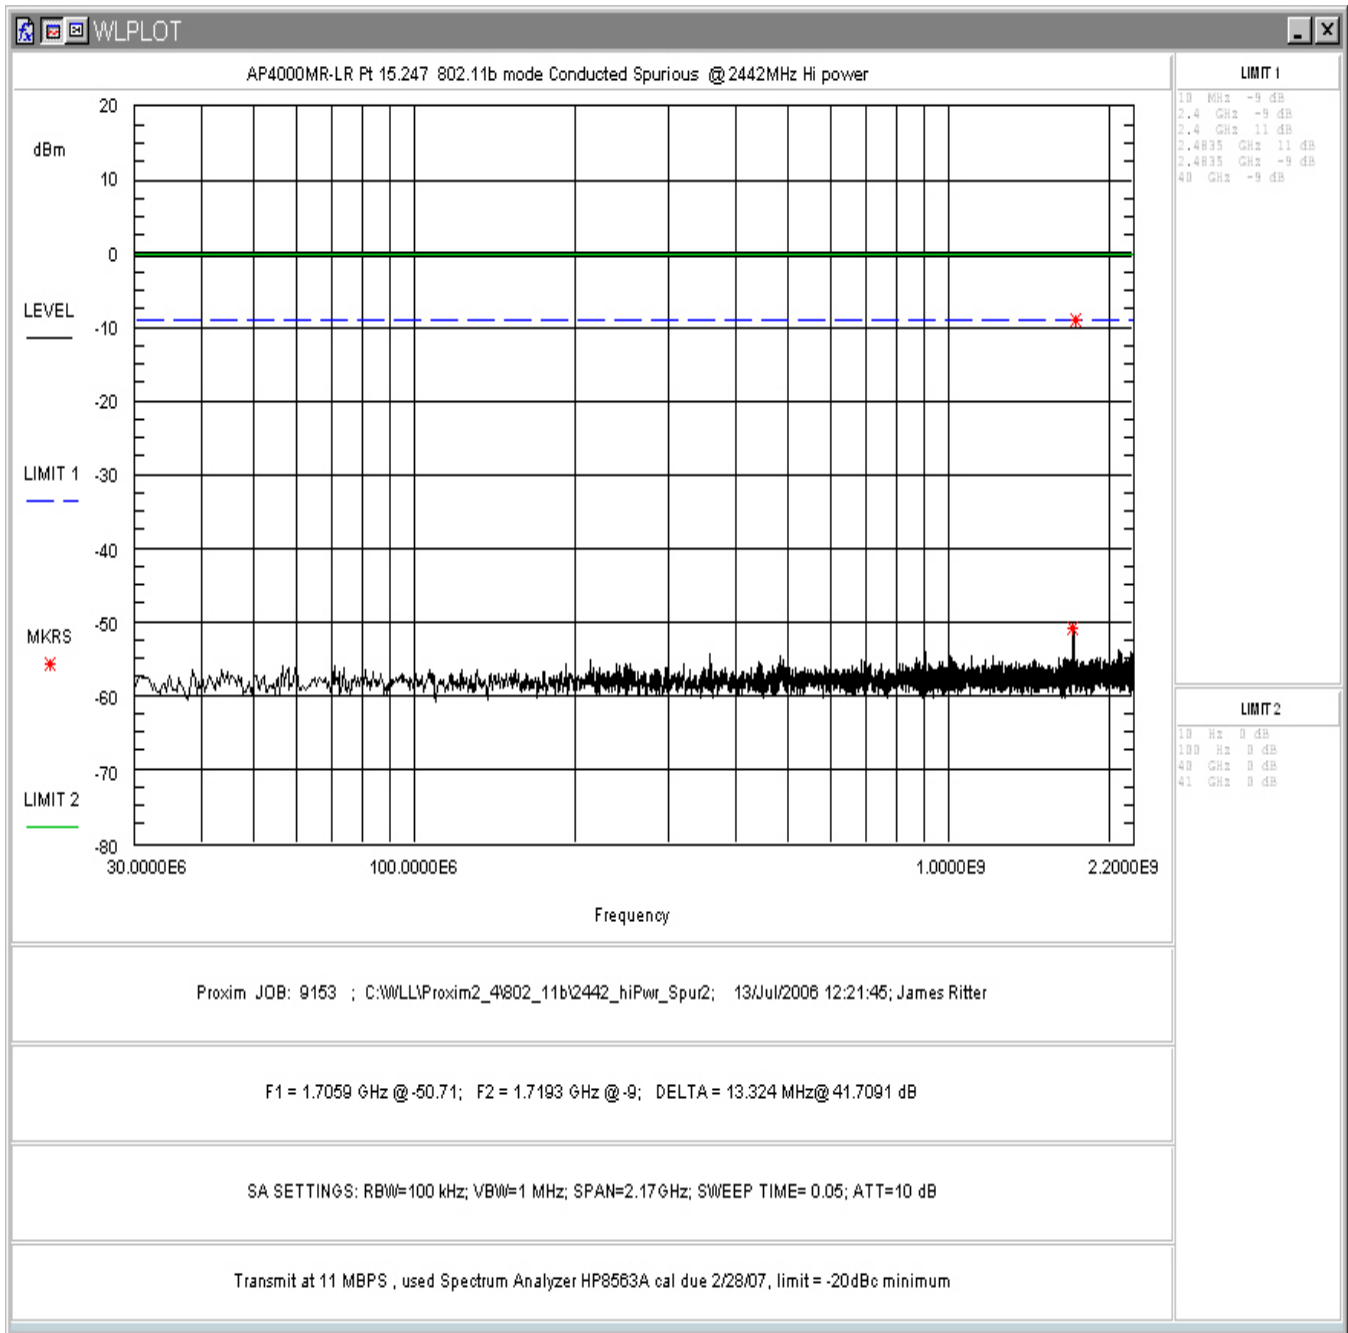 WLPLOT
AP4000MR-LR Pt 15.247 802.11b mode Conducted Spurious @ 2442MHz Hi power
LIMIT 1
10 MHz -9 dB
2.4 GHz -9 dB
2.4 GHz 11 dB
2.4835 GHz 11 dB
2.4835 GHz -9 dB
40 GHz -9 dB
20
dBm
10
0
LEVEL
-10
-20
LIMIT 1
-30
-40
-50
MKRS
-60
-70
LIMIT 2
-80
30.0000E6
100.0000E6
1.0000E9
2.2000E9
Frequency
LIMIT 2
10 Hz 0 dB
100 Hz 0 dB
40 GHz 0 dB
41 GHz 0 dB
Proxim JOB: 9153 ; C:\WLL\Proxim2_4\802_11b\2442_hiPwr_Spur2; 13/Jul/2006 12:21:45; James Ritter
F1 = 1.7059 GHz @ -50.71; F2 = 1.7193 GHz @ -9; DELTA = 13.324 MHz@ 41.7091 dB
SA SETTINGS: RBW=100 kHz; VBW=1 MHz; SPAN=2.17GHz; SWEEP TIME= 0.05; ATT=10 dB
Transmit at 11 MBPS , used Spectrum Analyzer HP8563A cal due 2/28/07, limit = -20dBc minimum